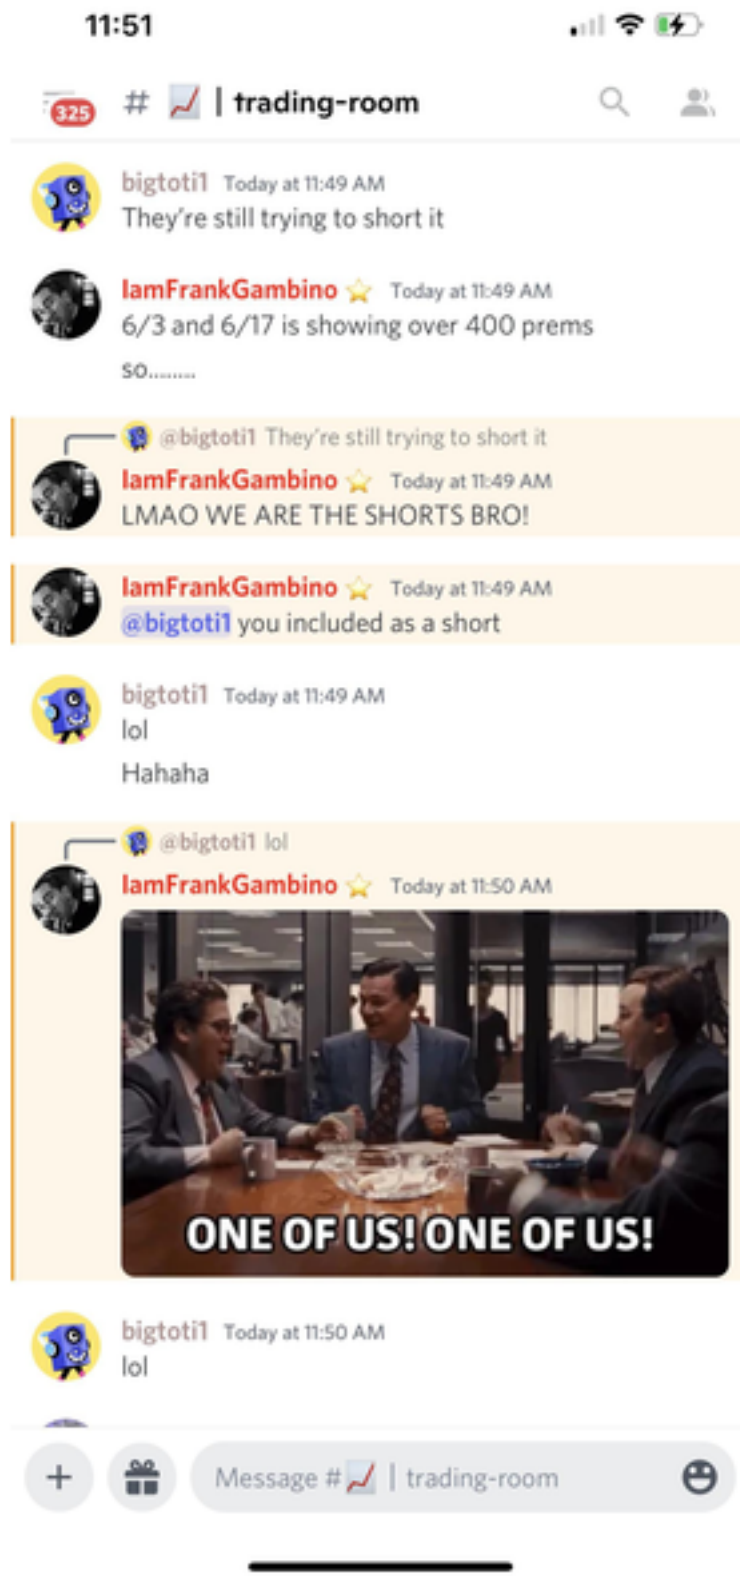 11:51
325
# 📈 | trading-room
bigtoti1 Today at 11:49 AM
They're still trying to short it
IamFrankGambino ⭐ Today at 11:49 AM
6/3 and 6/17 is showing over 400 prems
so........
@bigtoti1 They're still trying to short it
IamFrankGambino ⭐ Today at 11:49 AM
LMAO WE ARE THE SHORTS BRO!
IamFrankGambino ⭐ Today at 11:49 AM
@bigtoti1 you included as a short
bigtoti1 Today at 11:49 AM
lol
Hahaha
@bigtoti1 lol
IamFrankGambino ⭐ Today at 11:50 AM
ONE OF US! ONE OF US!
bigtoti1 Today at 11:50 AM
lol
Message #📈 | trading-room